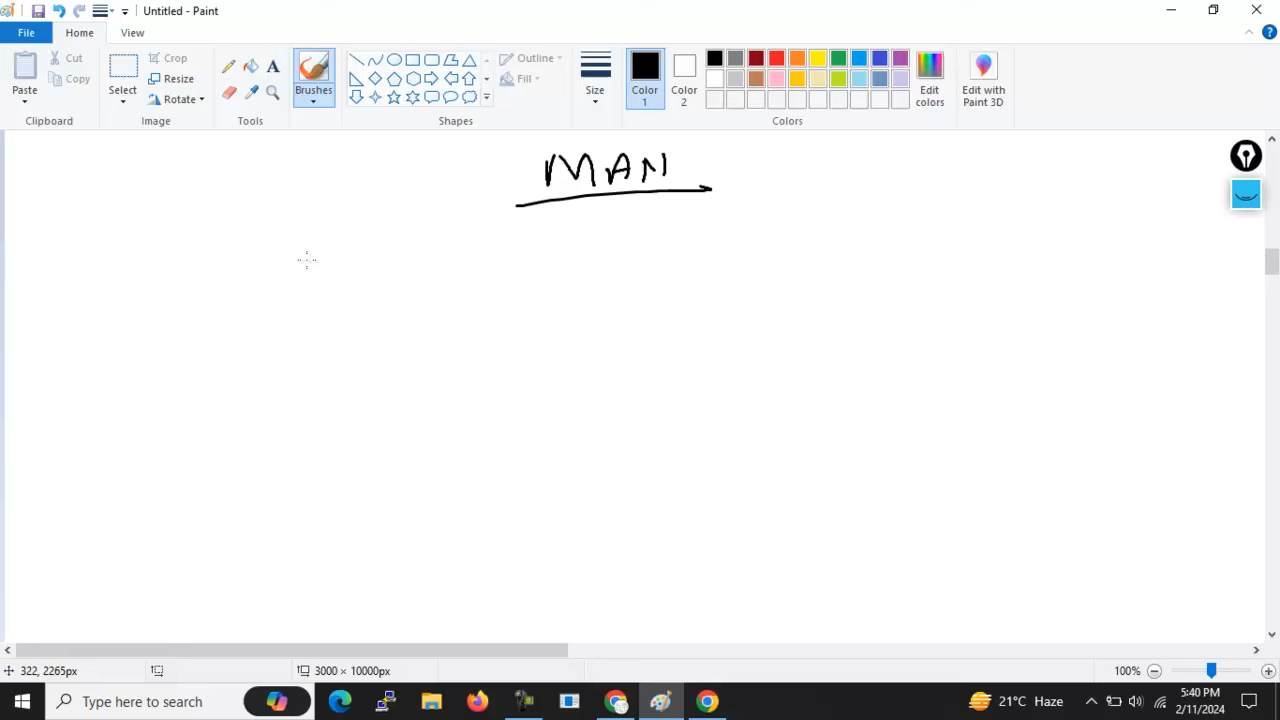 Untitled - Paint
File Home View
Paste Cut Copy Clipboard
Select Crop Resize Rotate Image
Tools
Brushes
Shapes Outline Fill
Size
Color 1 Color 2 Colors
Edit colors
Edit with Paint 3D
MAN
322, 2265px 3000 × 10000px 100%
Type here to search 21°C Haze 5:40 PM 2/11/2024